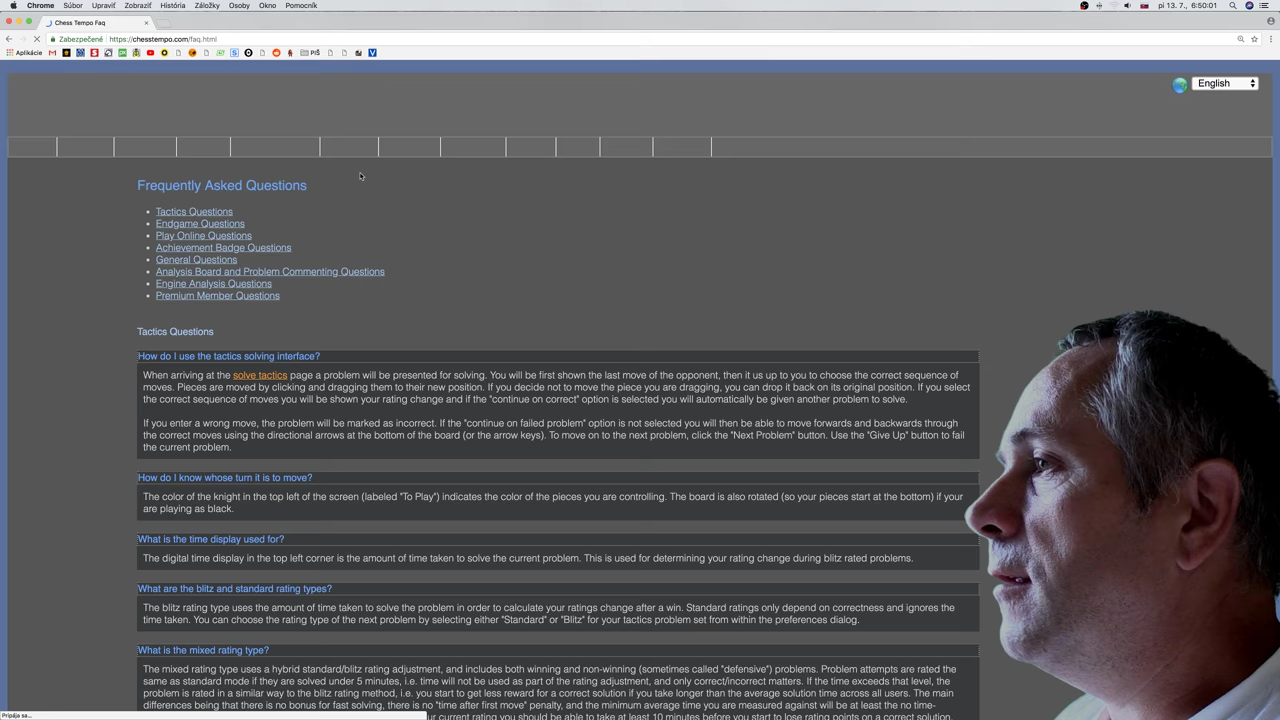 Chrome Súbor Upraviť Zobraziť História Záložky Osoby Okno Pomocník pi 13. 7., 6:50:01
Chess Tempo Faq
Zabezpečené https://chesstempo.com/faq.html
Aplikácie PIŠ
English
Frequently Asked Questions
Tactics Questions
Endgame Questions
Play Online Questions
Achievement Badge Questions
General Questions
Analysis Board and Problem Commenting Questions
Engine Analysis Questions
Premium Member Questions
Tactics Questions
How do I use the tactics solving interface?
When arriving at the solve tactics page a problem will be presented for solving. You will be first shown the last move of the opponent, then it us up to you to choose the correct sequence of
moves. Pieces are moved by clicking and dragging them to their new position. If you decide not to move the piece you are dragging, you can drop it back on its original position. If you select
the correct sequence of moves you will be shown your rating change and if the "continue on correct" option is selected you will automatically be given another problem to solve.
If you enter a wrong move, the problem will be marked as incorrect. If the "continue on failed problem" option is not selected you will then be able to move forwards and backwards through
the correct moves using the directional arrows at the bottom of the board (or the arrow keys). To move on to the next problem, click the "Next Problem" button. Use the "Give Up" button to fail
the current problem.
How do I know whose turn it is to move?
The color of the knight in the top left of the screen (labeled "To Play") indicates the color of the pieces you are controlling. The board is also rotated (so your pieces start at the bottom) if your
are playing as black.
What is the time display used for?
The digital time display in the top left corner is the amount of time taken to solve the current problem. This is used for determining your rating change during blitz rated problems.
What are the blitz and standard rating types?
The blitz rating type uses the amount of time taken to solve the problem in order to calculate your ratings change after a win. Standard ratings only depend on correctness and ignores the
time taken. You can choose the rating type of the next problem by selecting either "Standard" or "Blitz" for your tactics problem set from within the preferences dialog.
What is the mixed rating type?
The mixed rating type uses a hybrid standard/blitz rating adjustment, and includes both winning and non-winning (sometimes called "defensive") problems. Problem attempts are rated the
same as standard mode if they are solved under 5 minutes, i.e. time will not be used as part of the rating adjustment, and only correct/incorrect matters. If the time exceeds that level, the
problem is rated in a similar way to the blitz rating method, i.e. you start to get less reward for a correct solution if you take longer than the average solution time across all users. The main
differences being that there is no bonus for fast solving, there is no "time after first move" penalty, and the minimum average time you are measured against will be at least the no time-
ur current rating you should be able to take at least 10 minutes before you start to lose rating points on a correct solution.
Pripája sa...